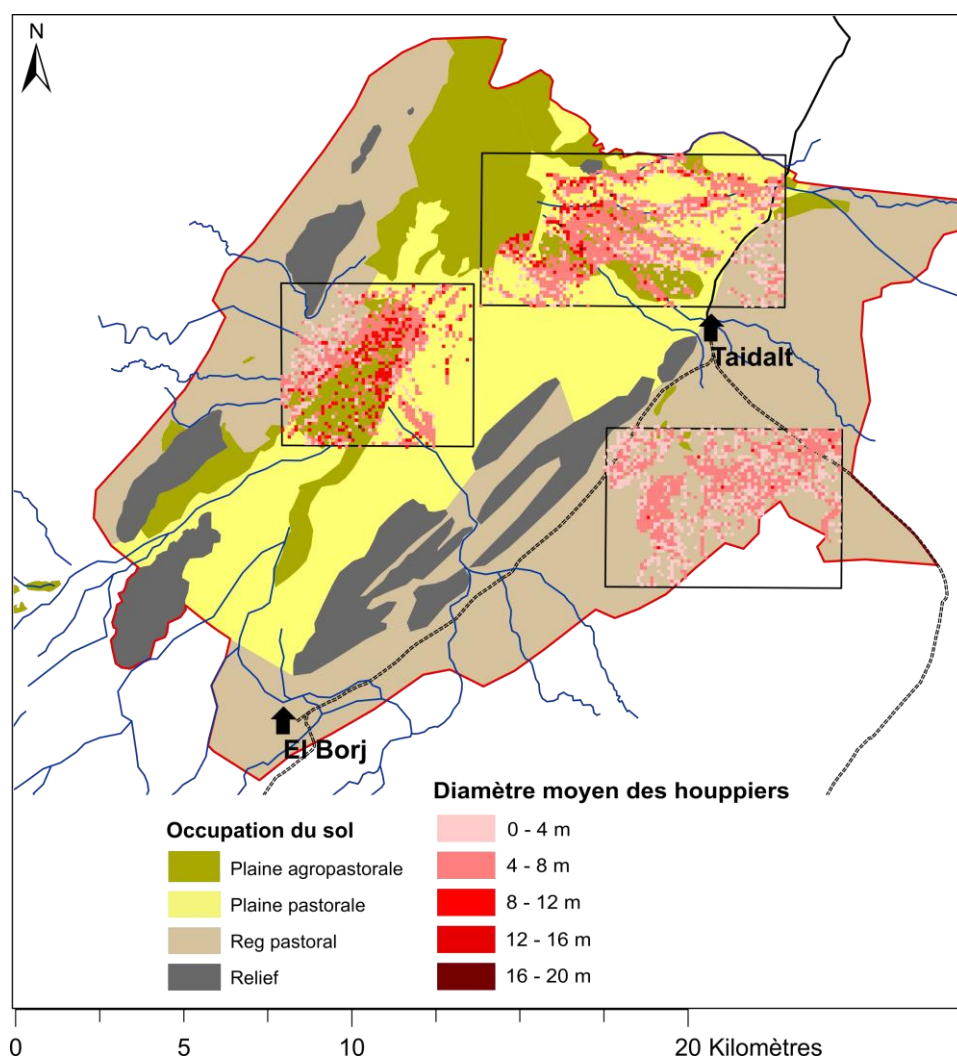 N
Taidalt
El Borj
Occupation du sol
Plaine agropastorale
Plaine pastorale
Reg pastoral
Relief
Diamètre moyen des houppiers
0 - 4 m
4 - 8 m
8 - 12 m
12 - 16 m
16 - 20 m
0 5 10 20 Kilomètres